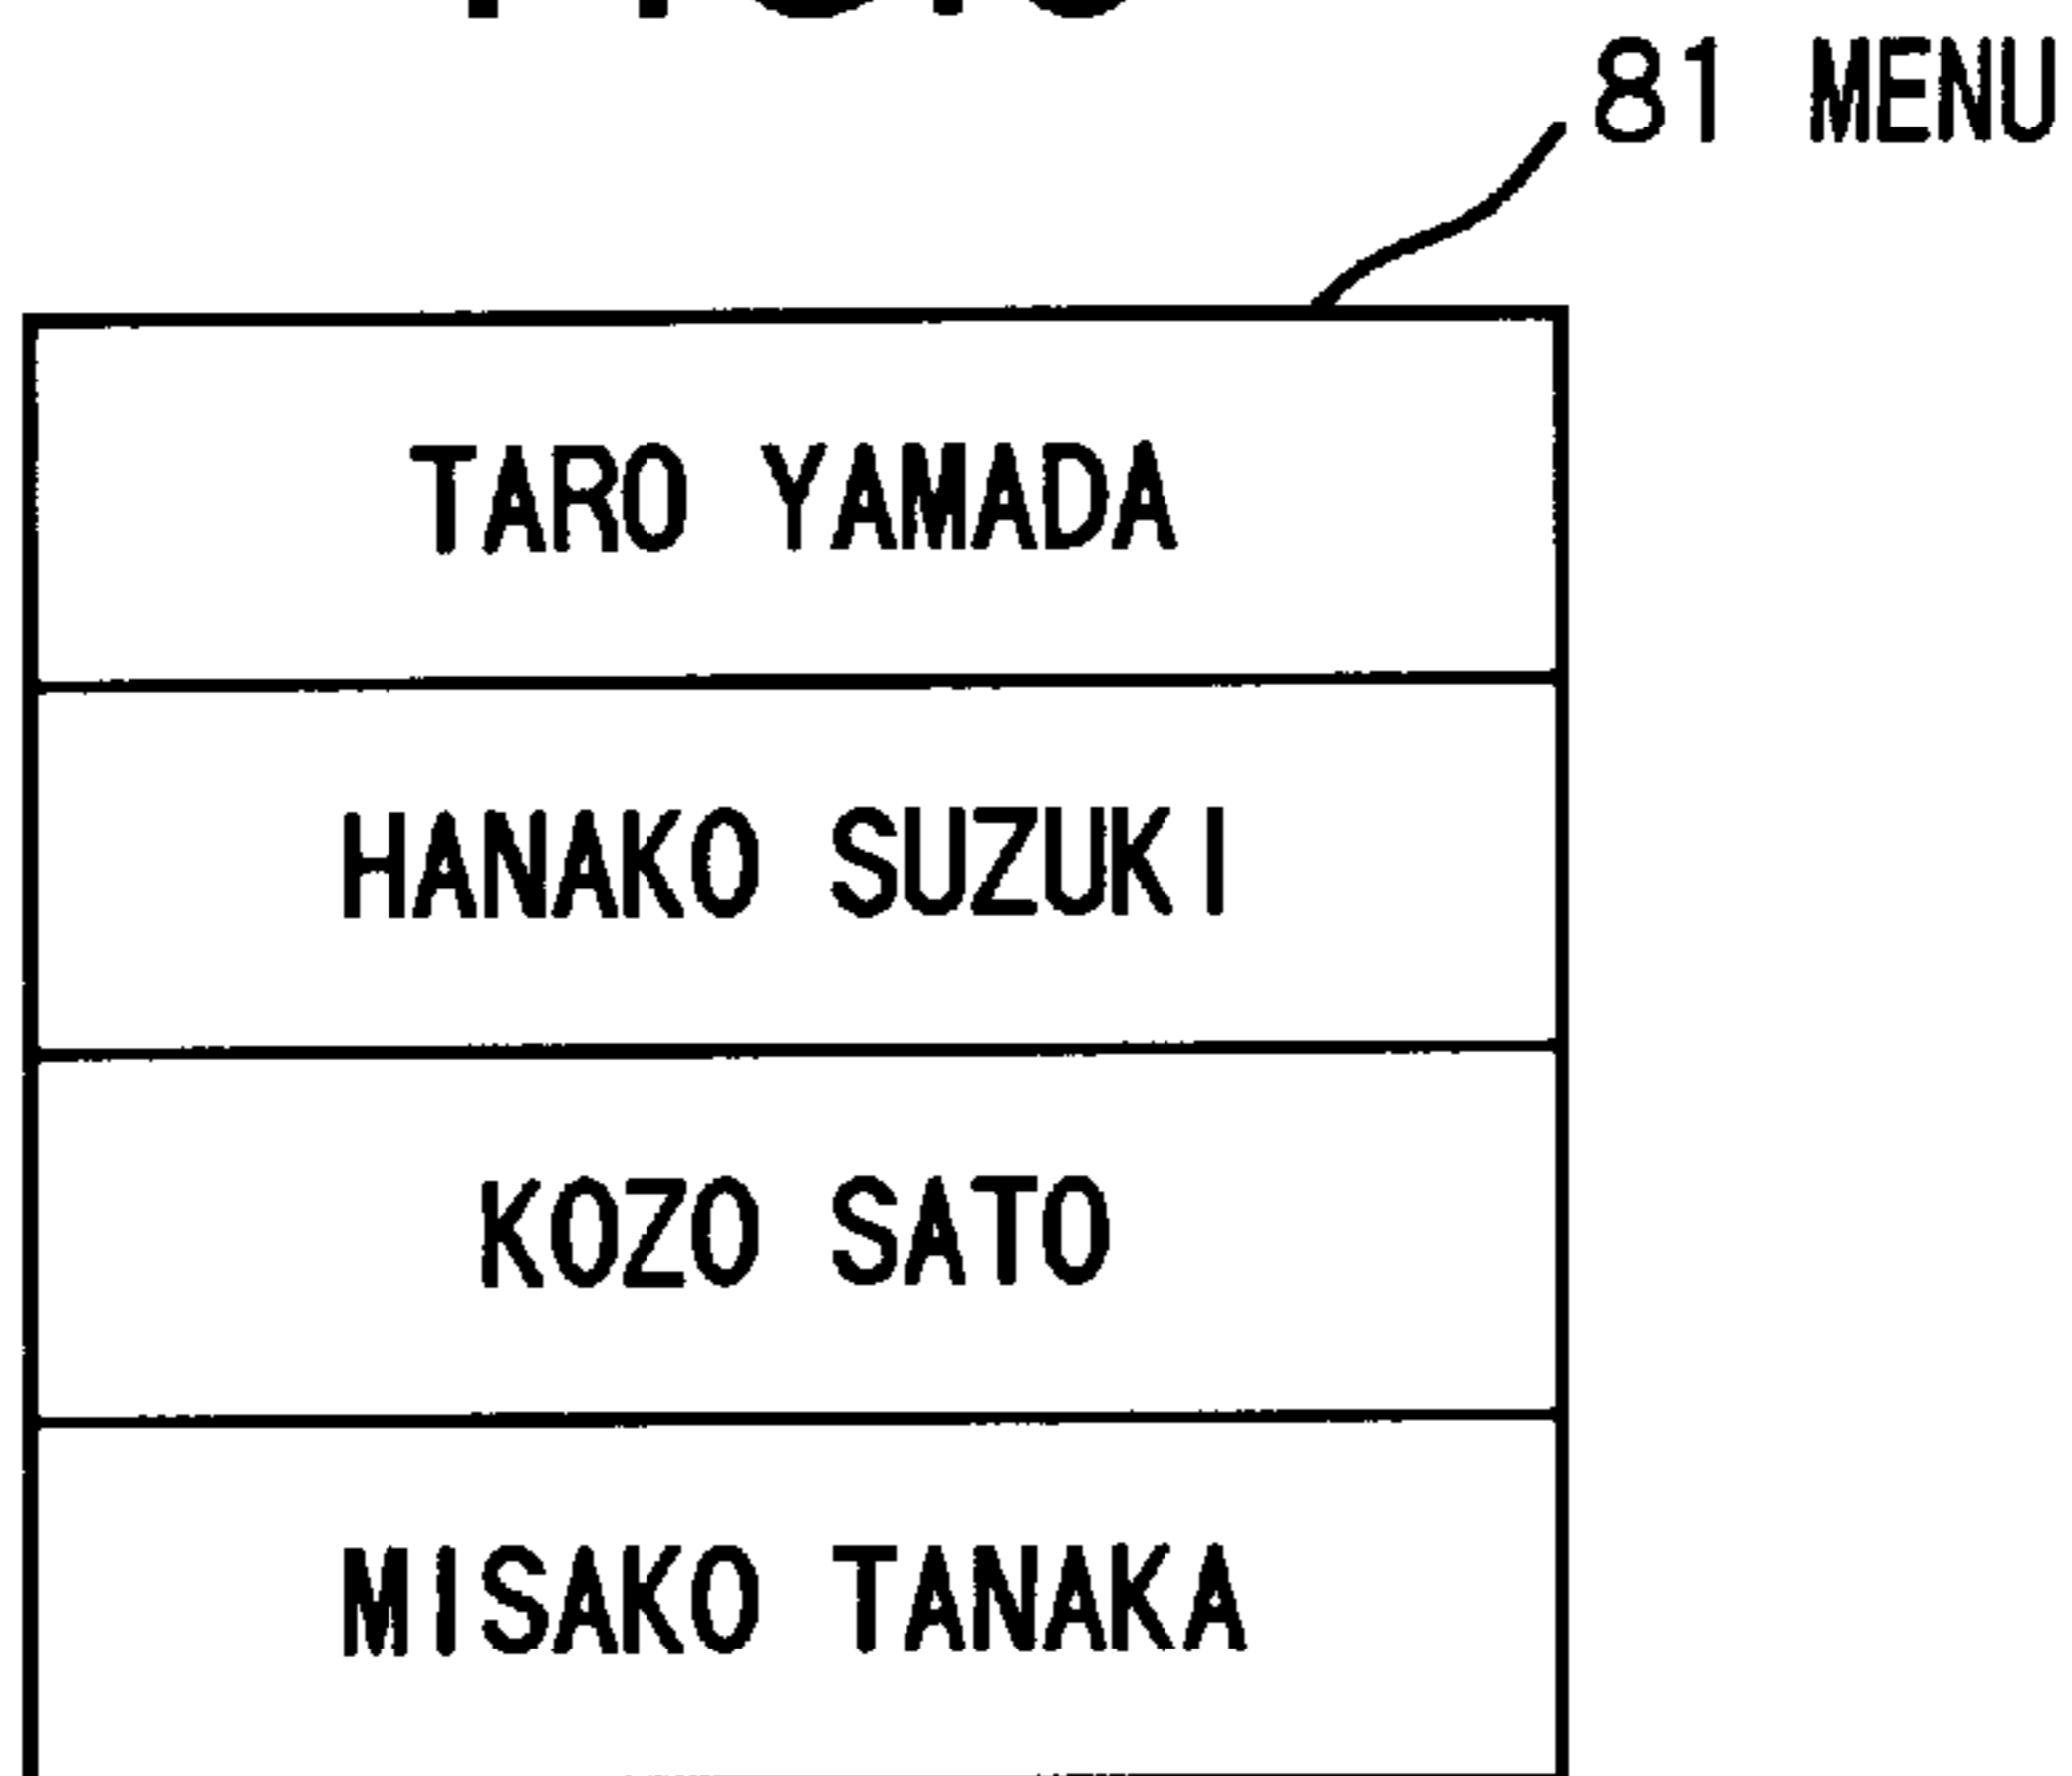 81 MENU
TARO YAMADA
HANAKO SUZUKI
KOZO SATO
MISAKO TANAKA